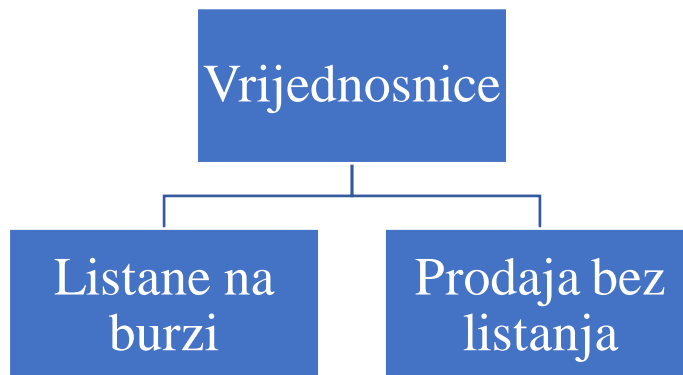 Vrijednosnice
Listane na
burzi
Prodaja bez
listanja